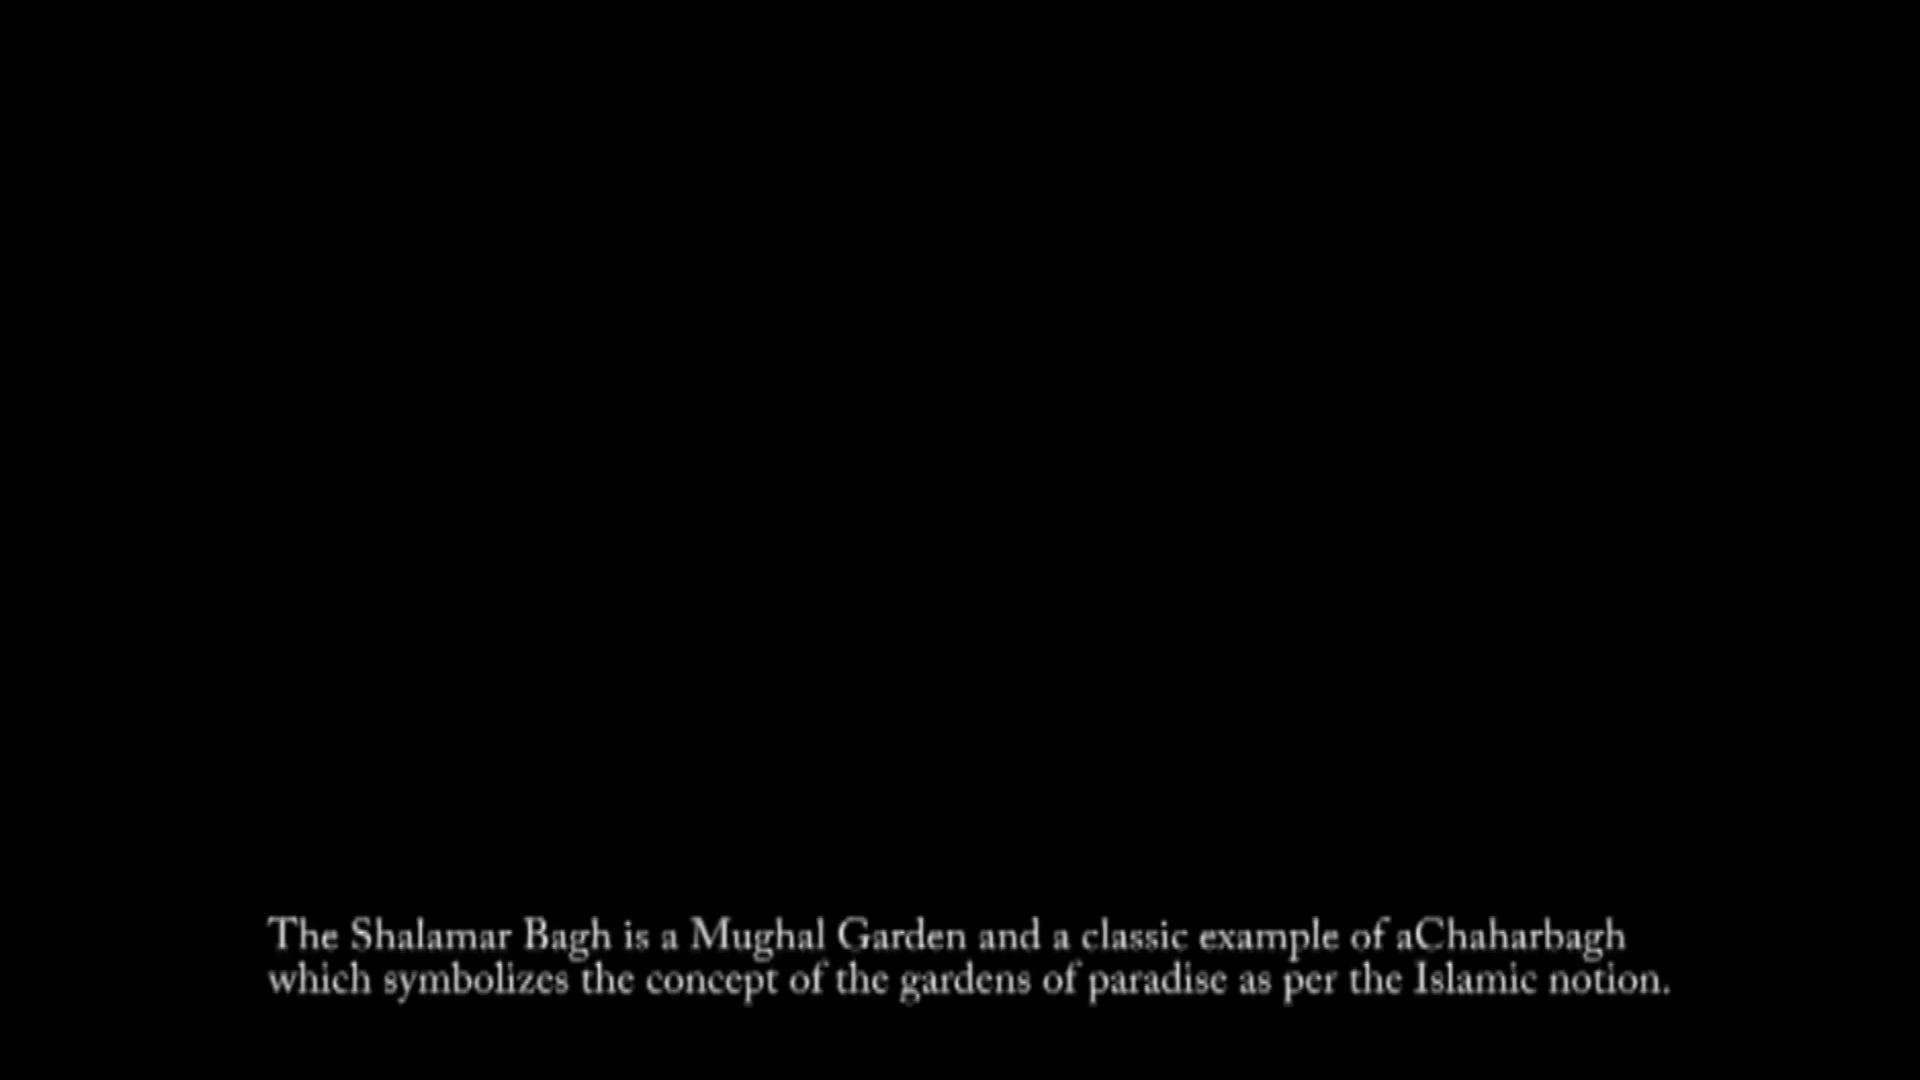 The Shalamar Bagh is a Mughal Garden and a classic example of aChaharbagh
which symbolizes the concept of the gardens of paradise as per the Islamic notion.